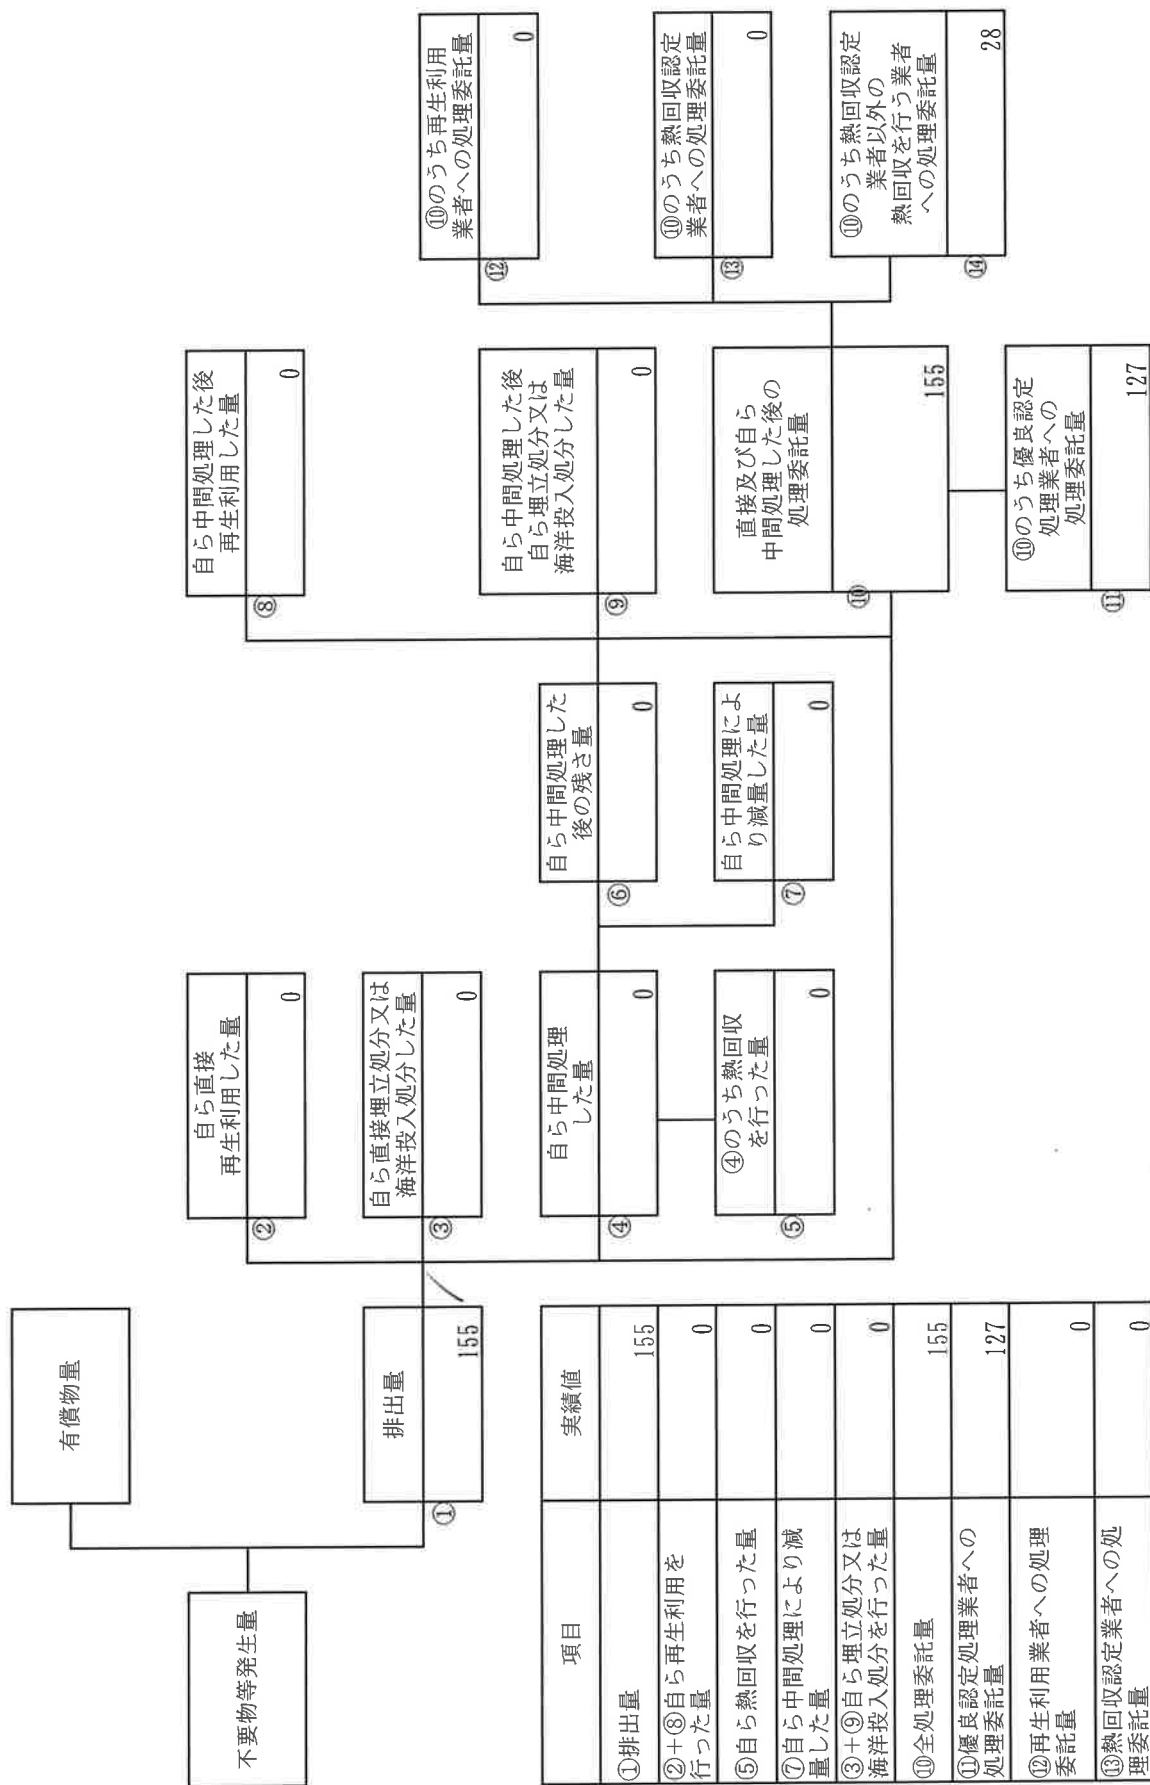 不要物等発生量
有償物量
排出量
①
155
自ら直接
再生利用した量
②
0
自ら直接埋立処分又は
海洋投入処分した量
③
0
自ら中間処理
した量
④
0
④のうち熱回収
を行った量
⑤
0
自ら中間処理した
後の残さ量
⑥
0
自ら中間処理によ
り減量した量
⑦
0
自ら中間処理した後
再生利用した量
⑧
0
自ら中間処理した後
自ら埋立処分又は
海洋投入処分した量
⑨
0
直接及び自ら
中間処理した後の
処理委託量
⑩
155
⑩のうち優良認定
処理業者への
処理委託量
⑪
127
⑩のうち再生利用
業者への処理委託量
⑫
0
⑩のうち熱回収認定
業者への処理委託量
⑬
0
⑩のうち熱回収認定
業者以外の
熱回収を行う業者
への処理委託量
⑭
28
項目 実績値
①排出量 155
②+⑧自ら再生利用を
行った量 0
⑤自ら熱回収を行った量 0
⑦自ら中間処理により減
量した量 0
③+⑨自ら埋立処分又は
海洋投入処分を行った量 0
⑩全処理委託量 155
⑪優良認定処理業者への
処理委託量 127
⑫再生利用業者への処理
委託量 0
⑬熱回収認定業者への処
理委託量 0